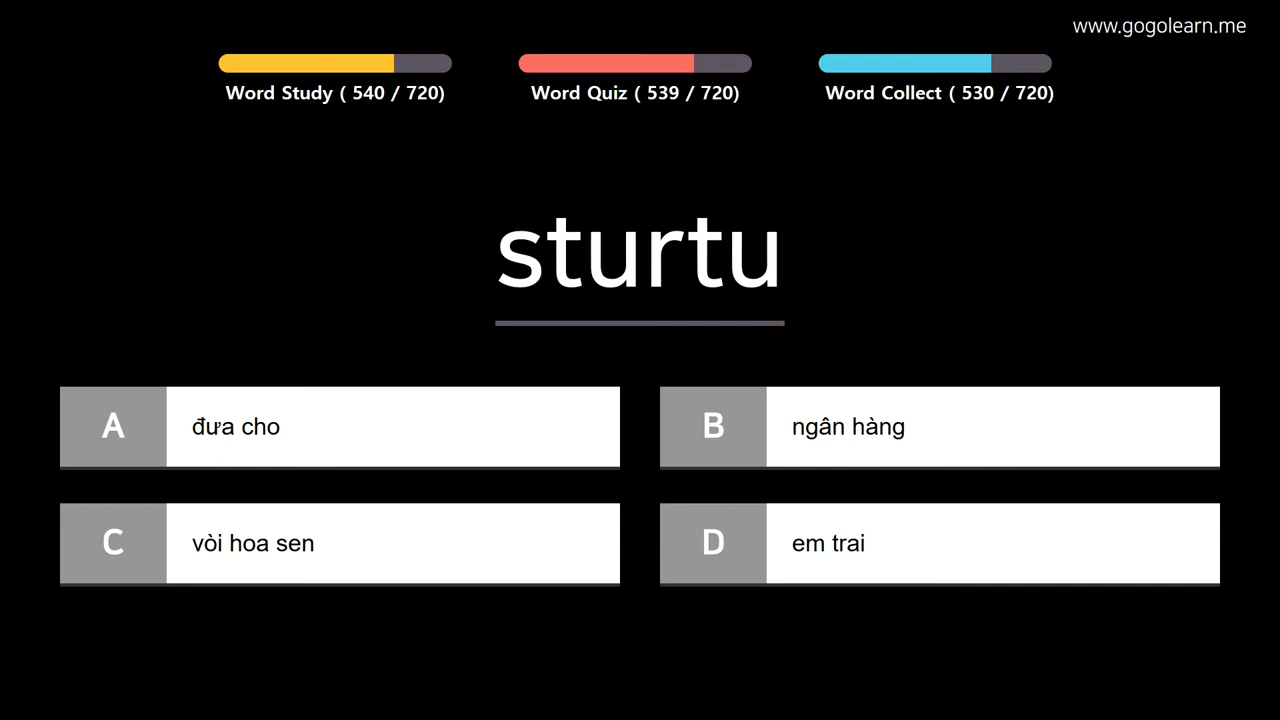 www.gogolearn.me
Word Study ( 540 / 720)
Word Quiz ( 539 / 720)
Word Collect ( 530 / 720)
sturtu
A đưa cho
B ngân hàng
C vòi hoa sen
D em trai